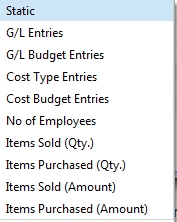 Static
G/L Entries
G/L Budget Entries
Cost Type Entries
Cost Budget Entries
No of Employees
Items Sold (Qty.)
Items Purchased (Qty.)
Items Sold (Amount)
Items Purchased (Amount)